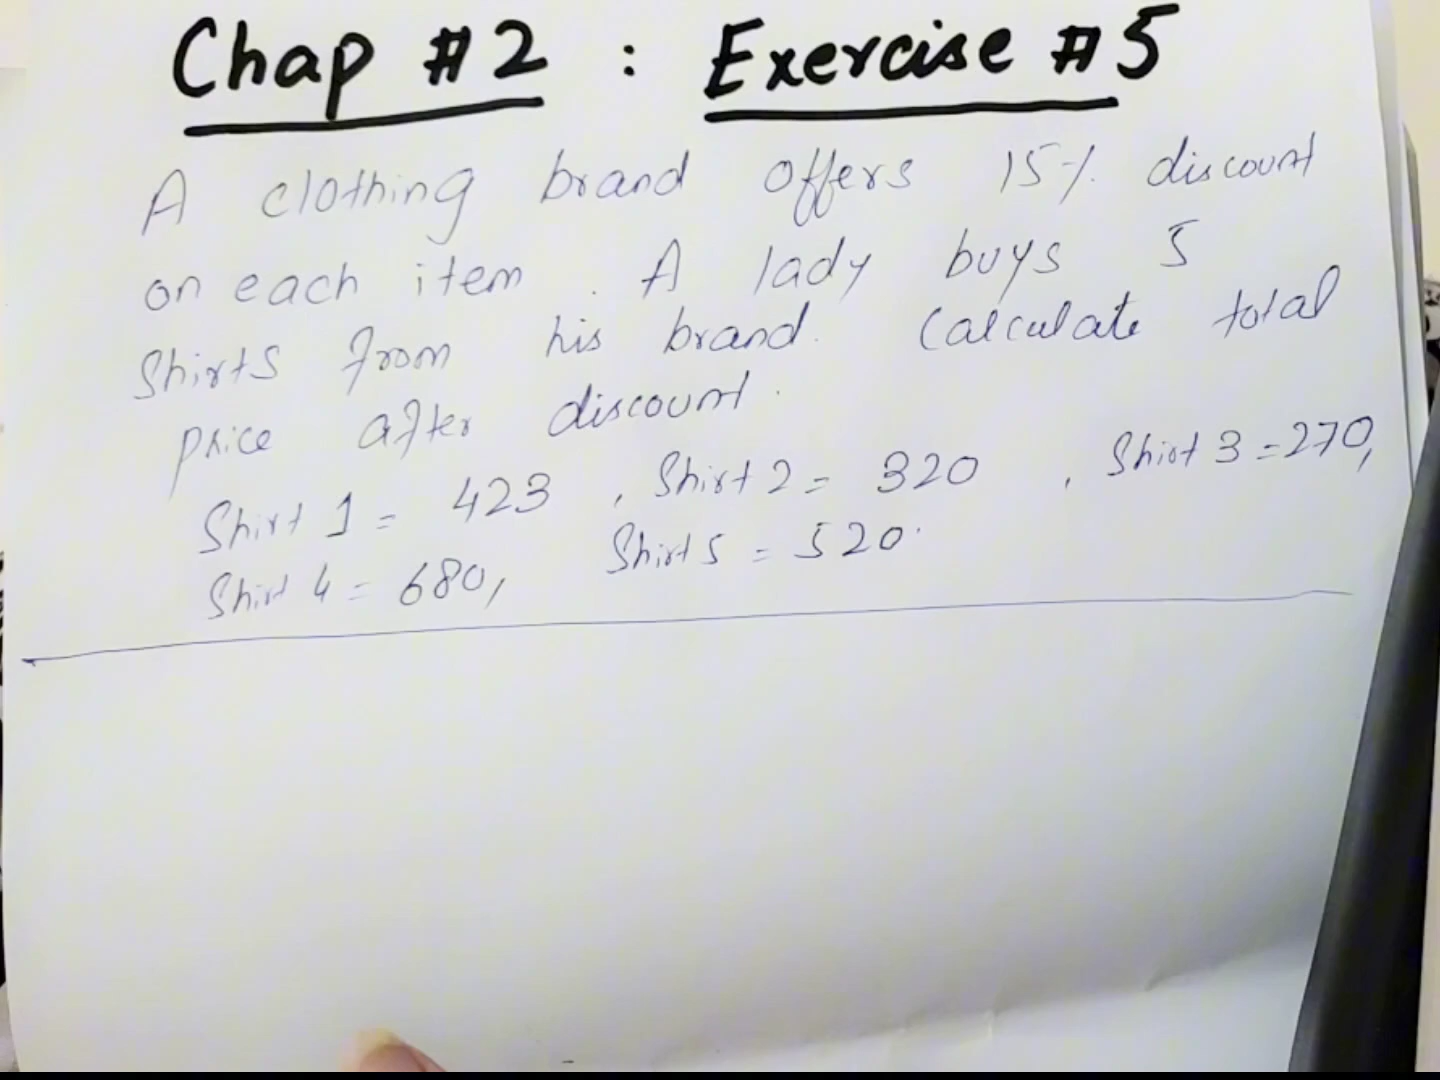 Chap #2 : Exercise #5
A clothing brand offers 15% discount
on each item. A lady buys 5
Shirts from his brand. Calculate total
price after discount.
Shirt 1 = 423, Shirt 2 = 320, Shirt 3 = 270,
Shirt 4 = 680, Shirt 5 = 520.